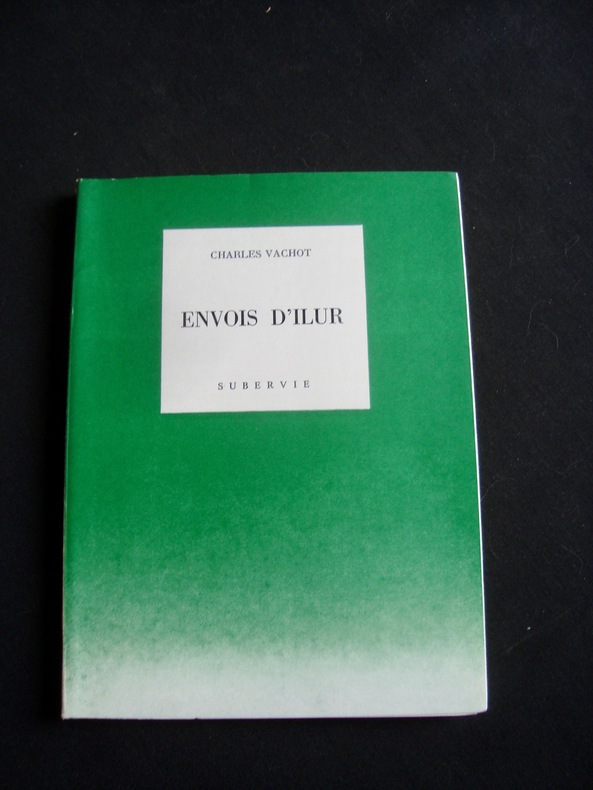 CHARLES VACHOT
ENVOIS D'ILUR
SUBERVIE